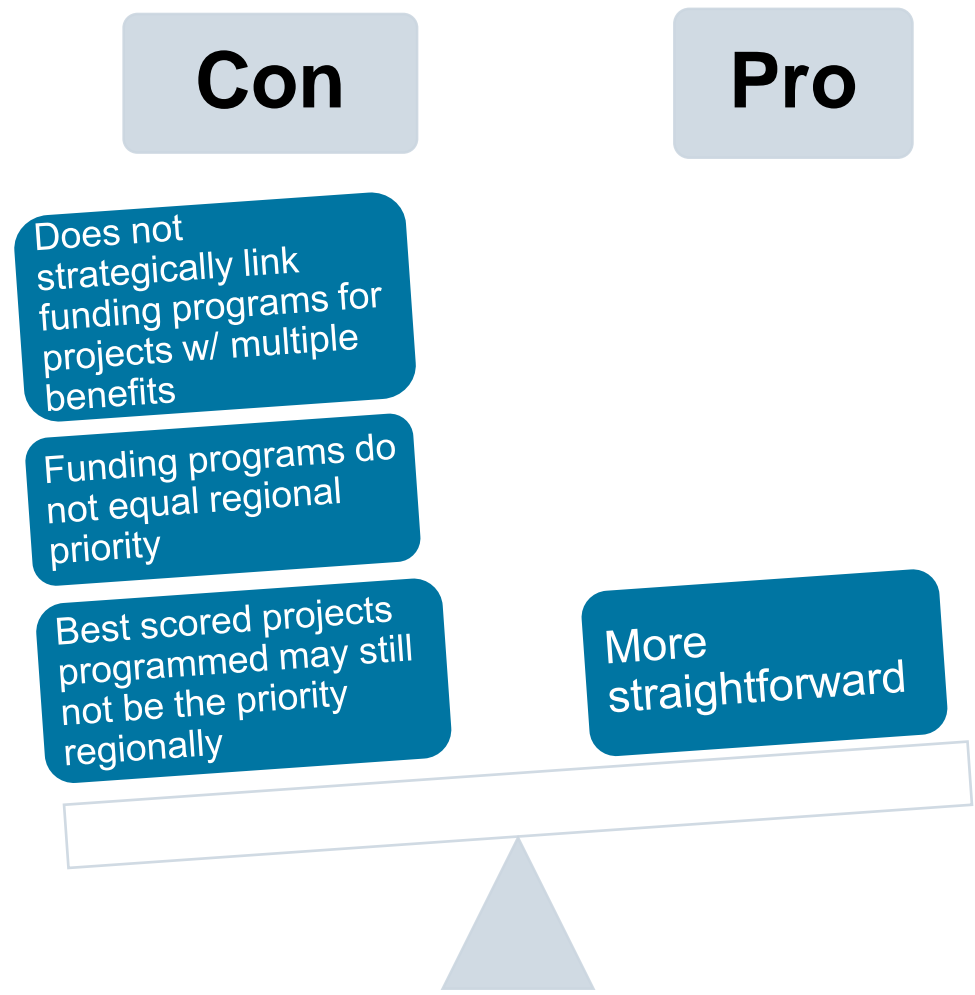 Con
Pro
Does not
strategically link
funding programs for
projects w/ multiple
benefits
Funding programs do
not equal regional
priority
Best scored projects
programmed may still
not be the priority
regionally
More
straightforward